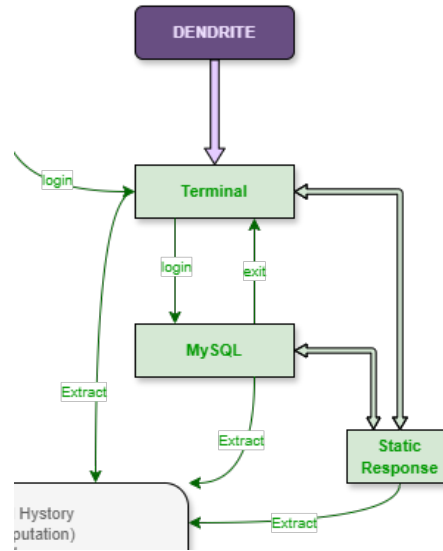 DENDRITE
login
Terminal
login
exit
MySQL
Extract
Extract
Static
Response
Hystory
putation)
Extract